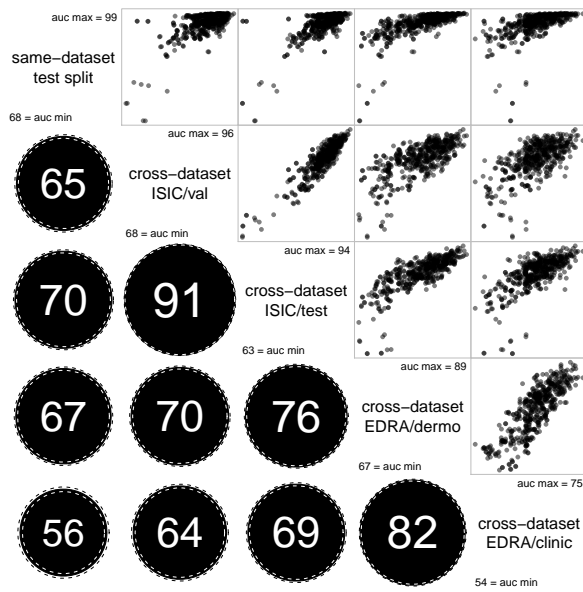 auc max = 99
same−dataset
test split
68 = auc min
auc max = 96
65
cross−dataset
ISIC/val
68 = auc min
auc max = 94
70
91
cross−dataset
ISIC/test
63 = auc min
auc max = 89
67
70
76
cross−dataset
EDRA/dermo
67 = auc min
auc max = 75
56
64
69
82
cross−dataset
EDRA/clinic
54 = auc min